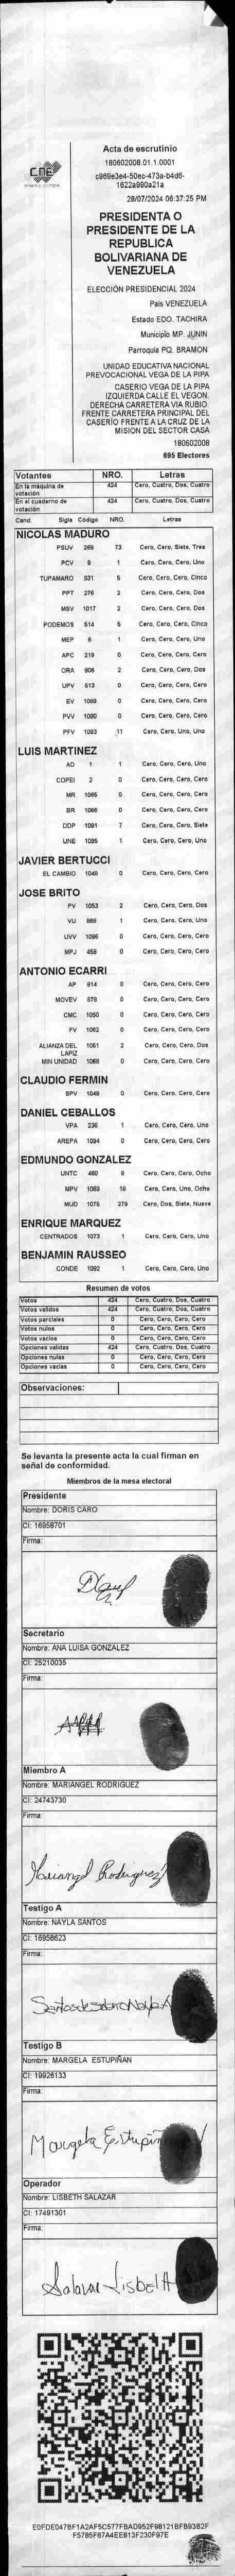 CNE
Acta de escrutinio
180602008.01.1.0001
c969e3e4-50ec-473a-b4d6-
1622a990a21a
28/07/2024 06:37:25 PM
PRESIDENTA O
PRESIDENTE DE LA
REPUBLICA
BOLIVARIANA DE
VENEZUELA
ELECCIÓN PRESIDENCIAL 2024
País VENEZUELA
Estado EDO. TACHIRA
Municipio MP. JUNIN
Parroquia PQ. BRAMON
UNIDAD EDUCATIVA NACIONAL
PREVOCACIONAL VEGA DE LA PIPA
CASERIO VEGA DE LA PIPA
IZQUIERDA CALLE EL VEGON.
DERECHA CARRETERA VIA RUBIO.
FRENTE CARRETERA PRINCIPAL DEL
CASERÍO FRENTE A LA CRUZ DE LA
MISION DEL SECTOR CASA
180602008
695 Electores
Votantes NRO. Letras
En la máquina de votación 424 Cero, Cuatro, Dos, Cuatro
En el cuaderno de votación 424 Cero, Cuatro, Dos, Cuatro
Cand. Sigla Código NRO. Letras
NICOLAS MADURO
PSUV 269 73 Cero, Cero, Siete, Tres
PCV 9 1 Cero, Cero, Cero, Uno
TUPAMARO 931 5 Cero, Cero, Cero, Cinco
PPT 276 2 Cero, Cero, Cero, Dos
MSV 1017 2 Cero, Cero, Cero, Dos
PODEMOS 514 5 Cero, Cero, Cero, Cinco
MEP 6 1 Cero, Cero, Cero, Uno
APC 219 0 Cero, Cero, Cero, Cero
ORA 906 2 Cero, Cero, Cero, Dos
UPV 613 0 Cero, Cero, Cero, Cero
EV 1089 0 Cero, Cero, Cero, Cero
PVV 1090 0 Cero, Cero, Cero, Cero
PFV 1093 11 Cero, Cero, Uno, Uno
LUIS MARTINEZ
AD 1 1 Cero, Cero, Cero, Uno
COPEI 2 0 Cero, Cero, Cero, Cero
MR 1065 0 Cero, Cero, Cero, Cero
BR 1066 0 Cero, Cero, Cero, Cero
DDP 1091 7 Cero, Cero, Cero, Siete
UNE 1095 1 Cero, Cero, Cero, Uno
JAVIER BERTUCCI
EL CAMBIO 1048 0 Cero, Cero, Cero, Cero
JOSE BRITO
PV 1053 2 Cero, Cero, Cero, Dos
VU 868 1 Cero, Cero, Cero, Uno
UVV 1096 0 Cero, Cero, Cero, Cero
MPJ 458 0 Cero, Cero, Cero, Cero
ANTONIO ECARRI
AP 914 0 Cero, Cero, Cero, Cero
MOVEV 878 0 Cero, Cero, Cero, Cero
CMC 1050 0 Cero, Cero, Cero, Cero
FV 1062 0 Cero, Cero, Cero, Cero
ALIANZA DEL LAPIZ 1051 2 Cero, Cero, Cero, Dos
MIN UNIDAD 1068 0 Cero, Cero, Cero, Cero
CLAUDIO FERMIN
SPV 1049 0 Cero, Cero, Cero, Cero
DANIEL CEBALLOS
VPA 236 1 Cero, Cero, Cero, Uno
AREPA 1094 0 Cero, Cero, Cero, Cero
EDMUNDO GONZALEZ
UNTC 460 8 Cero, Cero, Cero, Ocho
MPV 1069 18 Cero, Cero, Uno, Ocho
MUD 1075 279 Cero, Dos, Siete, Nueve
ENRIQUE MARQUEZ
CENTRADOS 1073 1 Cero, Cero, Cero, Uno
BENJAMIN RAUSSEO
CONDE 1092 1 Cero, Cero, Cero, Uno
Resumen de votos
Votos 424 Cero, Cuatro, Dos, Cuatro
Votos válidos 424 Cero, Cuatro, Dos, Cuatro
Votos parciales 0 Cero, Cero, Cero, Cero
Votos nulos 0 Cero, Cero, Cero, Cero
Votos vacíos 0 Cero, Cero, Cero, Cero
Opciones validas 424 Cero, Cuatro, Dos, Cuatro
Opciones nulas 0 Cero, Cero, Cero, Cero
Opciones vacías 0 Cero, Cero, Cero, Cero
Observaciones:
Se levanta la presente acta la cual firman en
señal de conformidad.
Miembros de la mesa electoral
Presidente
Nombre: DORIS CARO
CI: 16958701
Firma:
Secretario
Nombre: ANA LUISA GONZALEZ
CI: 25210035
Firma:
Miembro A
Nombre: MARIANGEL RODRIGUEZ
CI: 24743730
Firma:
Mariangel Rodriguez
Testigo A
Nombre: NAYLA SANTOS
CI: 16958623
Firma:
Testigo B
Nombre: MARGELA ESTUPIÑAN
CI: 19926133
Firma:
Margela Estupiñan
Operador
Nombre: LISBETH SALAZAR
CI: 17491301
Firma:
Salazar Lisbeth
E0FDE047BF1A2AF5C577FBAD952F98121BFB93B2F
F5785F67A4EE813F230F97E